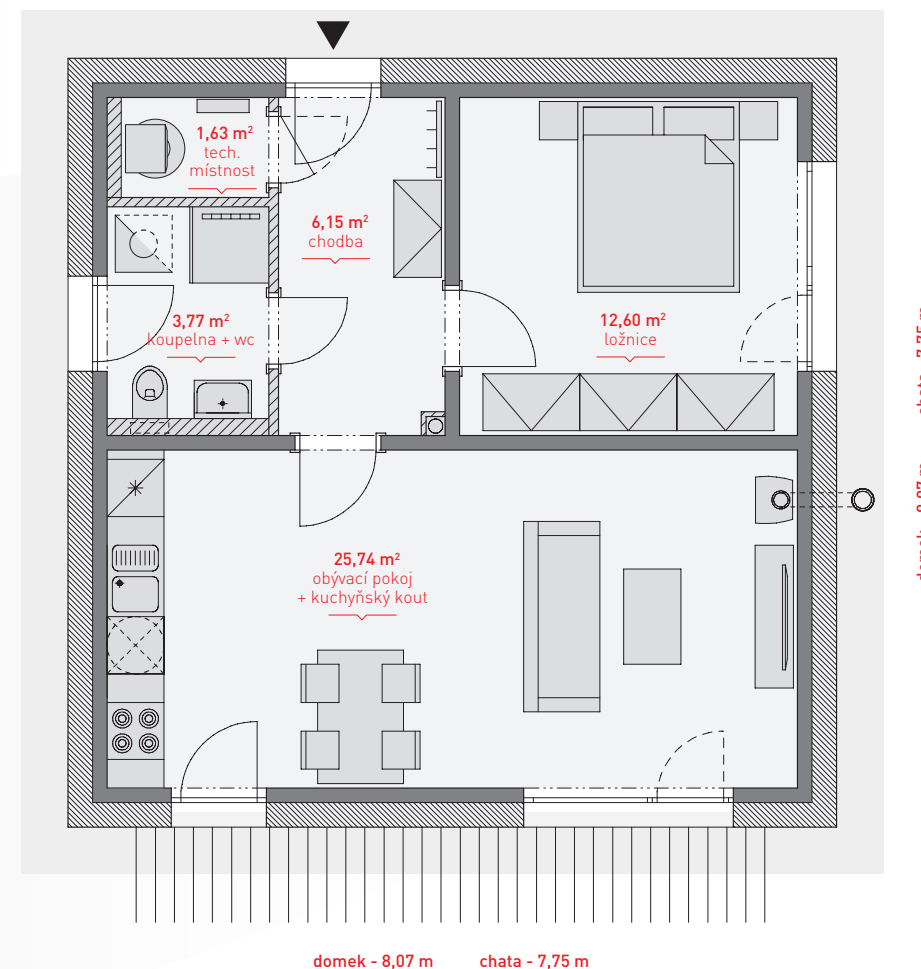 1,63 m²
tech.
místnost
6,15 m²
chodba
3,77 m²
koupelna + wc
12,60 m²
ložnice
25,74 m²
obývací pokoj
+ kuchyňský kout
domek - 8,07 m chata - 7,75 m